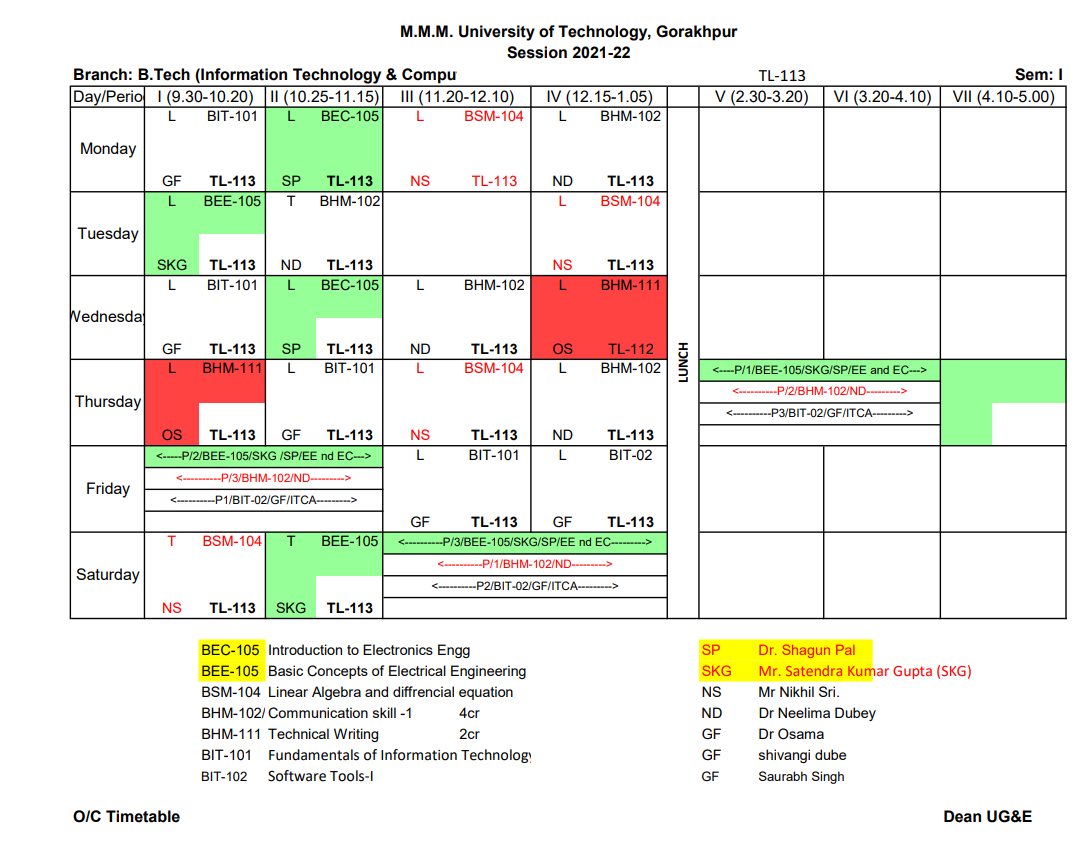 M.M.M. University of Technology, Gorakhpur
Session 2021-22
Branch: B.Tech (Information Technology & Compu TL-113 Sem: I
Day/Perio I (9.30-10.20) II (10.25-11.15) III (11.20-12.10) IV (12.15-1.05) V (2.30-3.20) VI (3.20-4.10) VII (4.10-5.00)
L BIT-101 L BEC-105 L BSM-104 L BHM-102
Monday
GF TL-113 SP TL-113 NS TL-113 ND TL-113
L BEE-105 T BHM-102 L BSM-104
Tuesday
SKG TL-113 ND TL-113 NS TL-113
L BIT-101 L BEC-105 L BHM-102 L BHM-111
Wednesday
GF TL-113 SP TL-113 ND TL-113 OS TL-112
LUNCH
L BHM-111 L BIT-101 L BSM-104 L BHM-102 <----P/1/BEE-105/SKG/SP/EE and EC--->
<----------P/2/BHM-102/ND------->
Thursday
<----------P3/BIT-02/GF/ITCA--------->
OS TL-113 GF TL-113 NS TL-113 ND TL-113
<-----P/2/BEE-105/SKG /SP/EE nd EC---> L BIT-101 L BIT-02
<----------P/3/BHM-102/ND------->
Friday
<----------P1/BIT-02/GF/ITCA--------->
GF TL-113 GF TL-113
T BSM-104 T BEE-105 <----------P/3/BEE-105/SKG/SP/EE nd EC--------->
<----------P/1/BHM-102/ND------->
Saturday
<----------P2/BIT-02/GF/ITCA--------->
NS TL-113 SKG TL-113
BEC-105 Introduction to Electronics Engg SP Dr. Shagun Pal
BEE-105 Basic Concepts of Electrical Engineering SKG Mr. Satendra Kumar Gupta (SKG)
BSM-104 Linear Algebra and diffrencial equation NS Mr Nikhil Sri.
BHM-102/ Communication skill -1 4cr ND Dr Neelima Dubey
BHM-111 Technical Writing 2cr GF Dr Osama
BIT-101 Fundamentals of Information Technology GF shivangi dube
BIT-102 Software Tools-I GF Saurabh Singh
O/C Timetable Dean UG&E